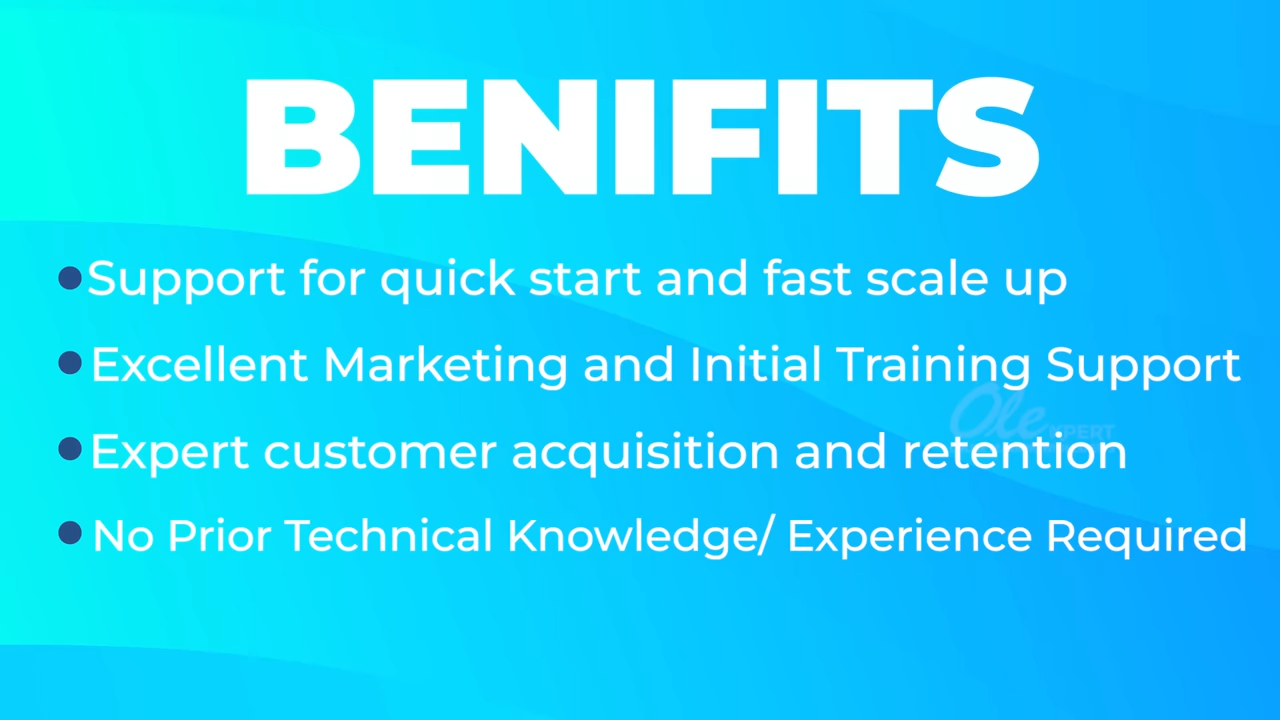 BENIFITS
Support for quick start and fast scale up
Excellent Marketing and Initial Training Support
OleXPERT
Expert customer acquisition and retention
No Prior Technical Knowledge/ Experience Required